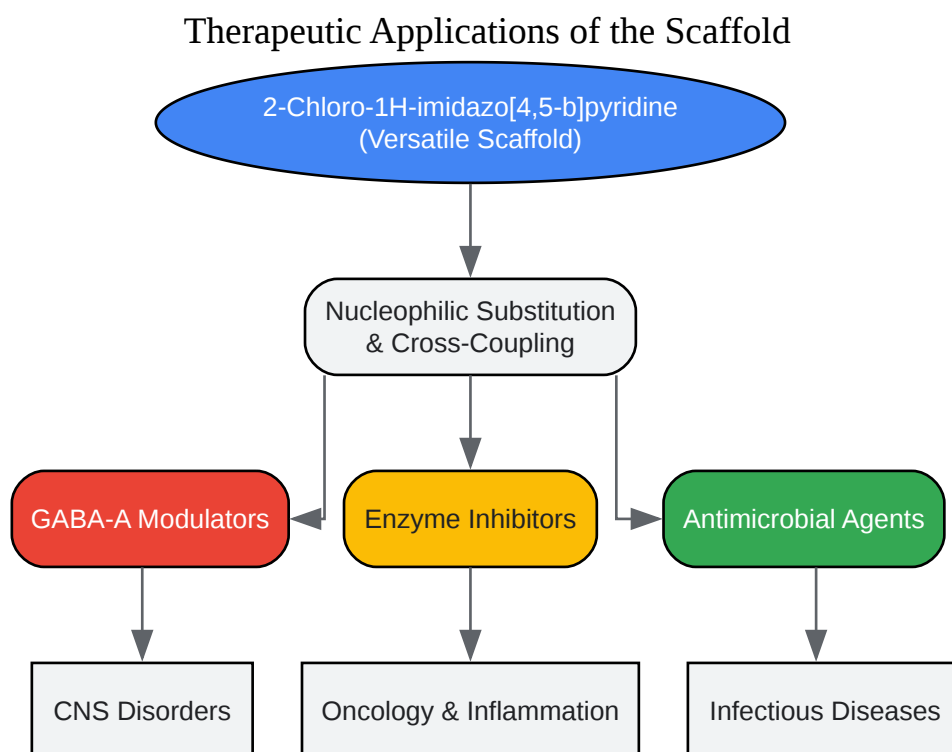 Therapeutic Applications of the Scaffold
2-Chloro-1H-imidazo[4,5-b]pyridine
(Versatile Scaffold)
Nucleophilic Substitution
& Cross-Coupling
GABA-A Modulators
Enzyme Inhibitors
Antimicrobial Agents
CNS Disorders
Oncology & Inflammation
Infectious Diseases